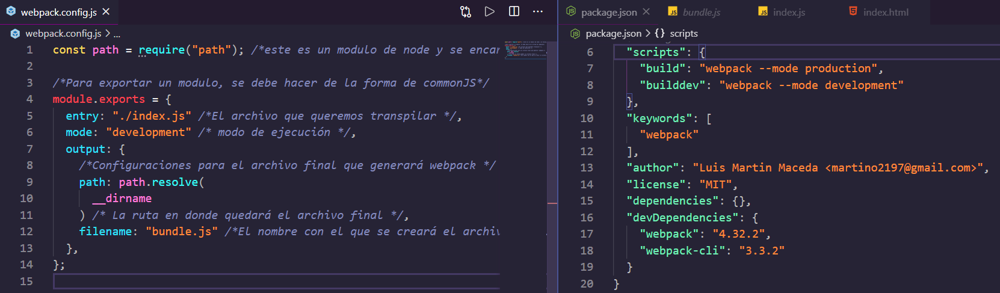 webpack.config.js
webpack.config.js > ...
1 const path = require("path"); /*este es un modulo de node y se encar
2
3 /*Para exportar un modulo, se debe hacer de la forma de commonJS*/
4 module.exports = {
5 entry: "./index.js" /*El archivo que queremos transpilar */,
6 mode: "development" /* modo de ejecución */,
7 output: {
8 /*Configuraciones para el archivo final que generará webpack */
9 path: path.resolve(
10 __dirname
11 ) /* La ruta en donde quedará el archivo final */,
12 filename: "bundle.js" /*El nombre con el que se creará el archiv
13 },
14 };
15
package.json JS bundle.js JS index.js index.html
package.json > {} scripts
6 "scripts": {
7 "build": "webpack --mode production",
8 "builddev": "webpack --mode development"
9 },
10 "keywords": [
11 "webpack"
12 ],
13 "author": "Luis Martin Maceda <martino2197@gmail.com>",
14 "license": "MIT",
15 "dependencies": {},
16 "devDependencies": {
17 "webpack": "4.32.2",
18 "webpack-cli": "3.3.2"
19 }
20 }